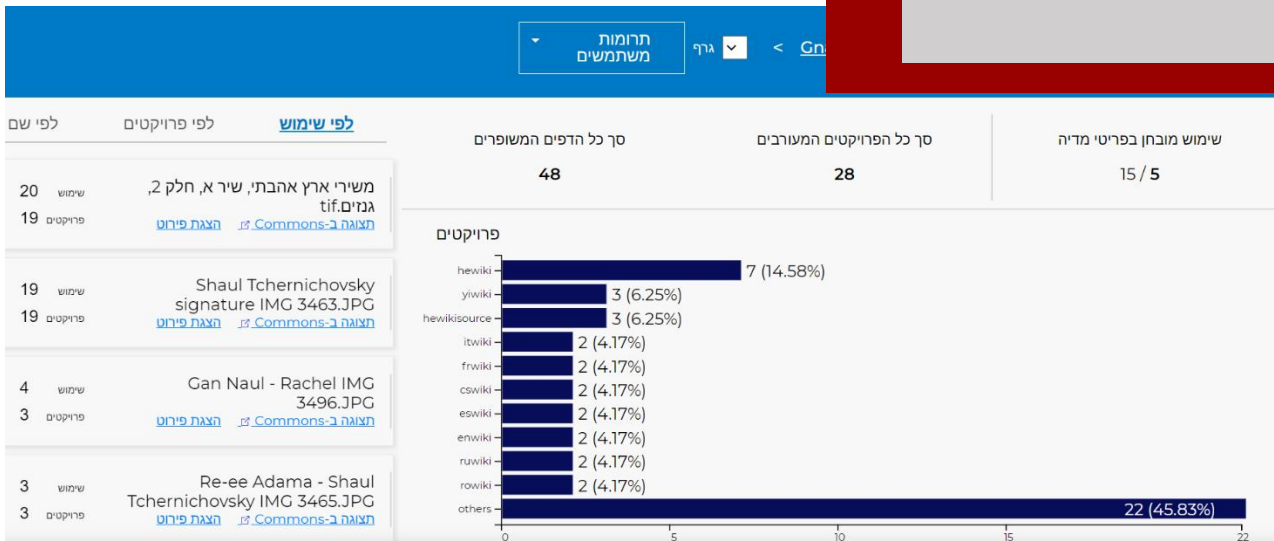 Gn
>
גרף
תרומות
משתמשים
שימוש מובחן בפריטי מדיה
5 / 15
סך כל הפרויקטים המעורבים
28
סך כל הדפים המשופרים
48
פרויקטים
hewiki 7 (14.58%)
yiwiki 3 (6.25%)
hewikisource 3 (6.25%)
itwiki 2 (4.17%)
frwiki 2 (4.17%)
cswiki 2 (4.17%)
eswiki 2 (4.17%)
enwiki 2 (4.17%)
ruwiki 2 (4.17%)
rowiki 2 (4.17%)
others 22 (45.83%)
0 5 10 15 22
לפי שימוש
לפי פרויקטים
לפי שם
משירי ארץ אהבתי, שיר א, חלק 2,
גנזים.tif
תצוגה ב-Commons הצגת פירוט
שימוש 20
פרויקטים 19
Shaul Tchernichovsky
signature IMG 3463.JPG
תצוגה ב-Commons הצגת פירוט
שימוש 19
פרויקטים 19
Gan Naul - Rachel IMG
3496.JPG
תצוגה ב-Commons הצגת פירוט
שימוש 4
פרויקטים 3
Re-ee Adama - Shaul
Tchernichovsky IMG 3465.JPG
תצוגה ב-Commons הצגת פירוט
שימוש 3
פרויקטים 3